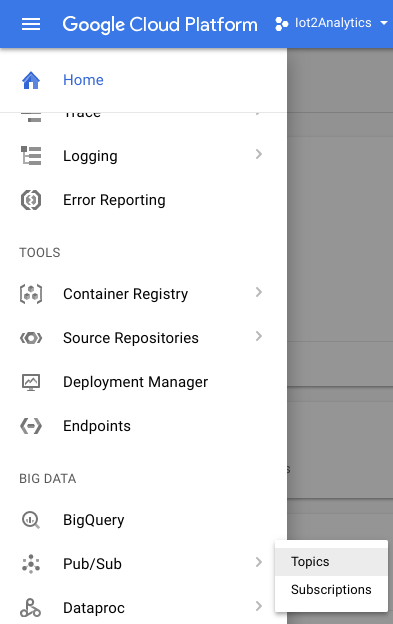 Google Cloud Platform Iot2Analytics
Home
Trace
Logging
Error Reporting
TOOLS
Container Registry
Source Repositories
Deployment Manager
Endpoints
BIG DATA
BigQuery
Pub/Sub
Topics
Subscriptions
Dataproc